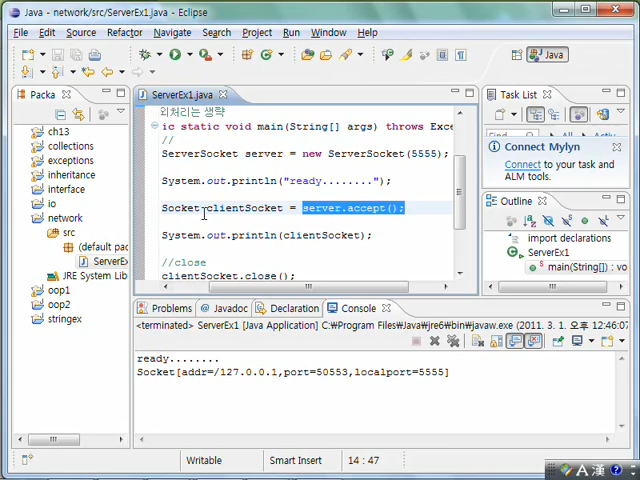 Java - network/src/ServerEx1.java - Eclipse
File Edit Source Refactor Navigate Search Project Run Window Help
Java
Packa
ch13
collections
exceptions
inheritance
interface
io
network
src
(default pac
ServerEx
JRE System Lib
oop1
oop2
stringex
ServerEx1.java
외처리는 생략
ic static void main(String[] args) throws Exce
//
ServerSocket server = new ServerSocket(5555);
System.out.println("ready........");
Socket clientSocket = server.accept();
System.out.println(clientSocket);
//close
clientSocket.close();
Task List
Find
All
Activ
Connect Mylyn
Connect to your task and
ALM tools.
Outline
import declarations
ServerEx1
main(String[]) : vo
Problems Javadoc Declaration Console
<terminated> ServerEx1 [Java Application] C:₩Program Files₩Java₩jre6₩bin₩javaw.exe (2011. 3. 1. 오후 12:46:07
ready........
Socket[addr=/127.0.0.1,port=50553,localport=5555]
Writable Smart Insert 14 : 47
A 漢